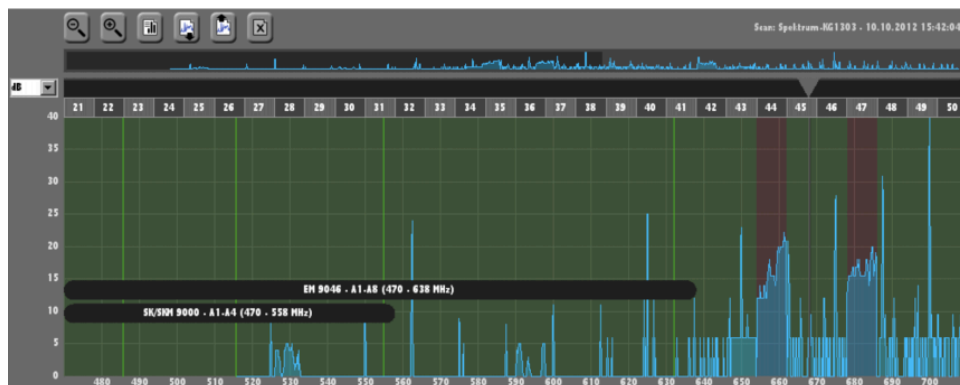 Scan: Spektrum-KG1303 - 10.10.2012 15:42:04
dB
21 22 23 24 25 26 27 28 29 30 31 32 33 34 35 36 37 38 39 40 41 42 43 44 45 46 47 48 49 50
40
35
30
25
20
15
EM 9046 - A1-A8 (470 - 638 MHz)
10
SK/SKM 9000 - A1-A4 (470 - 558 MHz)
5
0
480 490 500 510 520 530 540 550 560 570 580 590 600 610 620 630 640 650 660 670 680 690 700